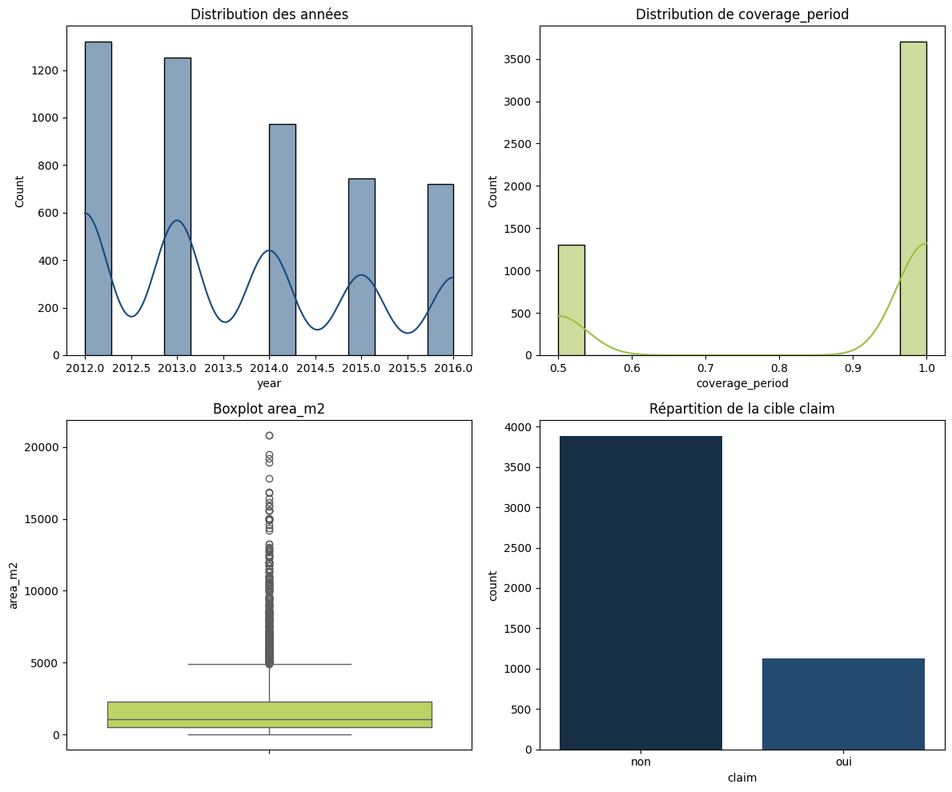 Distribution des années
1200
1000
800
600
400
200
0
Count
2012.0 2012.5 2013.0 2013.5 2014.0 2014.5 2015.0 2015.5 2016.0
year
Distribution de coverage_period
3500
3000
2500
2000
1500
1000
500
0
Count
0.5 0.6 0.7 0.8 0.9 1.0
coverage_period
Boxplot area_m2
20000
15000
10000
5000
0
area_m2
Répartition de la cible claim
4000
3500
3000
2500
2000
1500
1000
500
0
count
non oui
claim